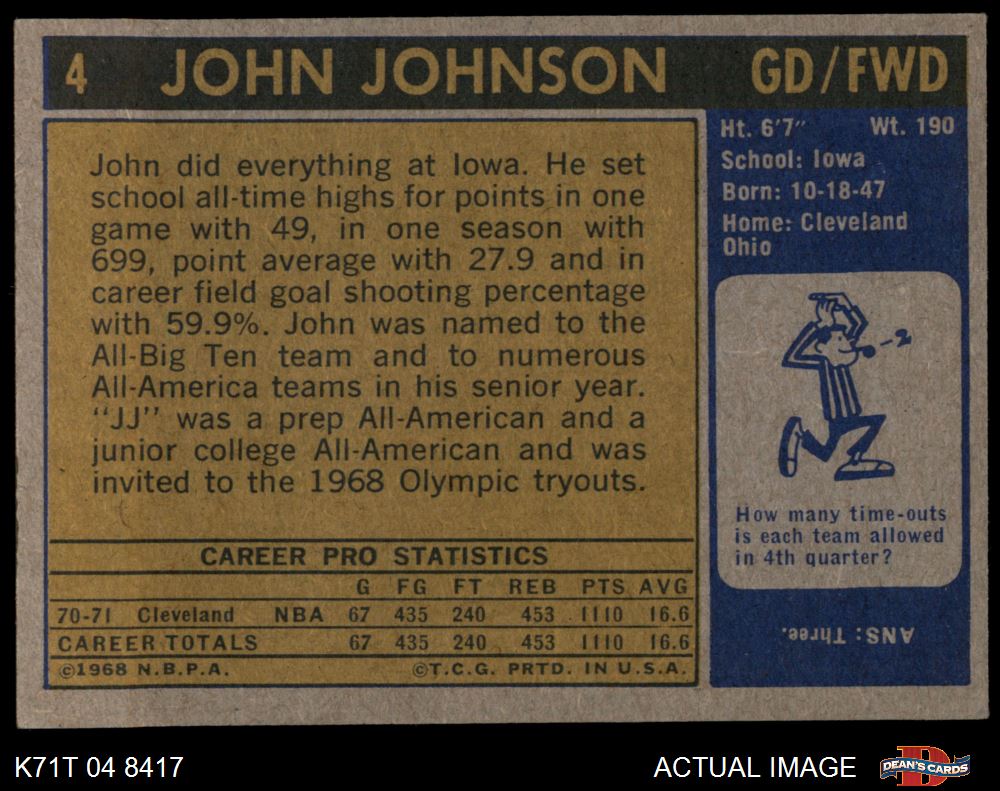 4 JOHN JOHNSON GD/FWD
John did everything at Iowa. He set
school all-time highs for points in one
game with 49, in one season with
699, point average with 27.9 and in
career field goal shooting percentage
with 59.9%. John was named to the
All-Big Ten team and to numerous
All-America teams in his senior year.
"JJ" was a prep All-American and a
junior college All-American and was
invited to the 1968 Olympic tryouts.
CAREER PRO STATISTICS
G FG FT REB PTS AVG
70-71 Cleveland NBA 67 435 240 453 1110 16.6
CAREER TOTALS 67 435 240 453 1110 16.6
©1968 N.B.P.A. ©T.C.G. PRTD. IN U.S.A.
Ht. 6'7" Wt. 190
School: Iowa
Born: 10-18-47
Home: Cleveland
Ohio
-2
How many time-outs
is each team allowed
in 4th quarter?
ANS: Three.
K71T 04 8417 ACTUAL IMAGE DEAN'S CARDS